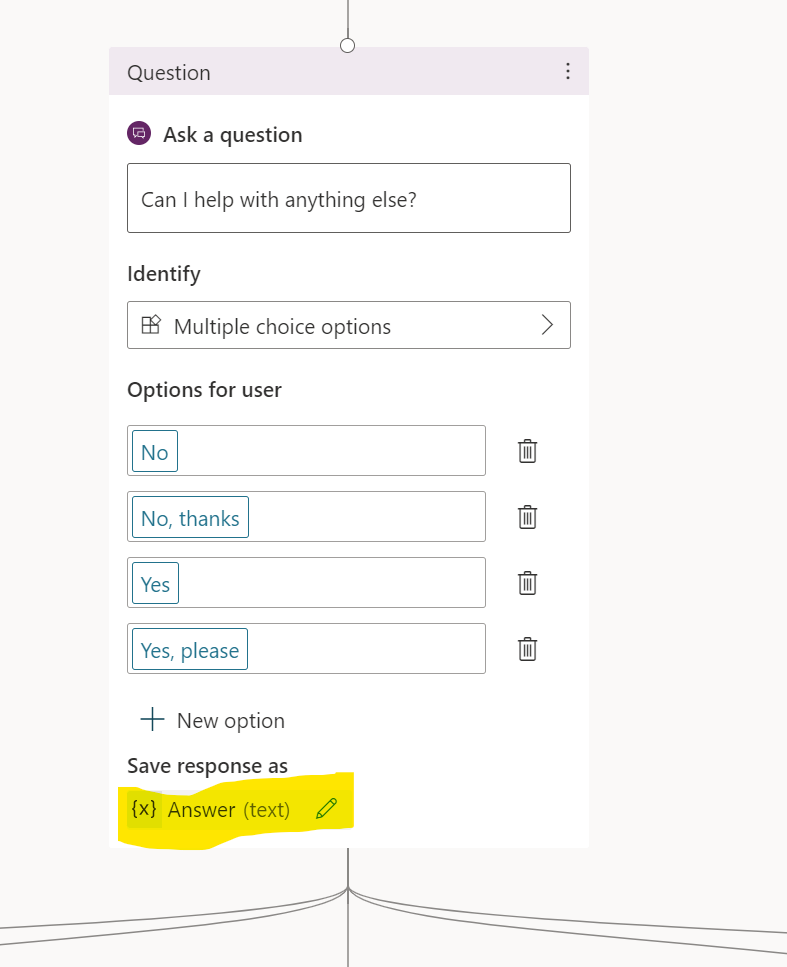 Question
Ask a question
Can I help with anything else?
Identify
Multiple choice options
Options for user
No
No, thanks
Yes
Yes, please
New option
Save response as
{x} Answer (text)